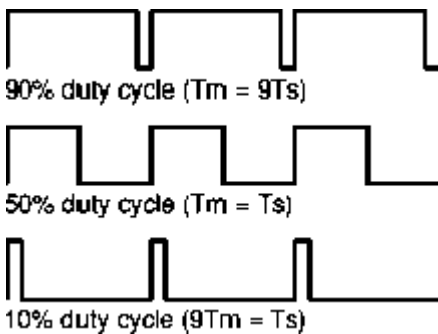 90% duty cycle (Tm = 9Ts)
50% duty cycle (Tm = Ts)
10% duty cycle (9Tm = Ts)